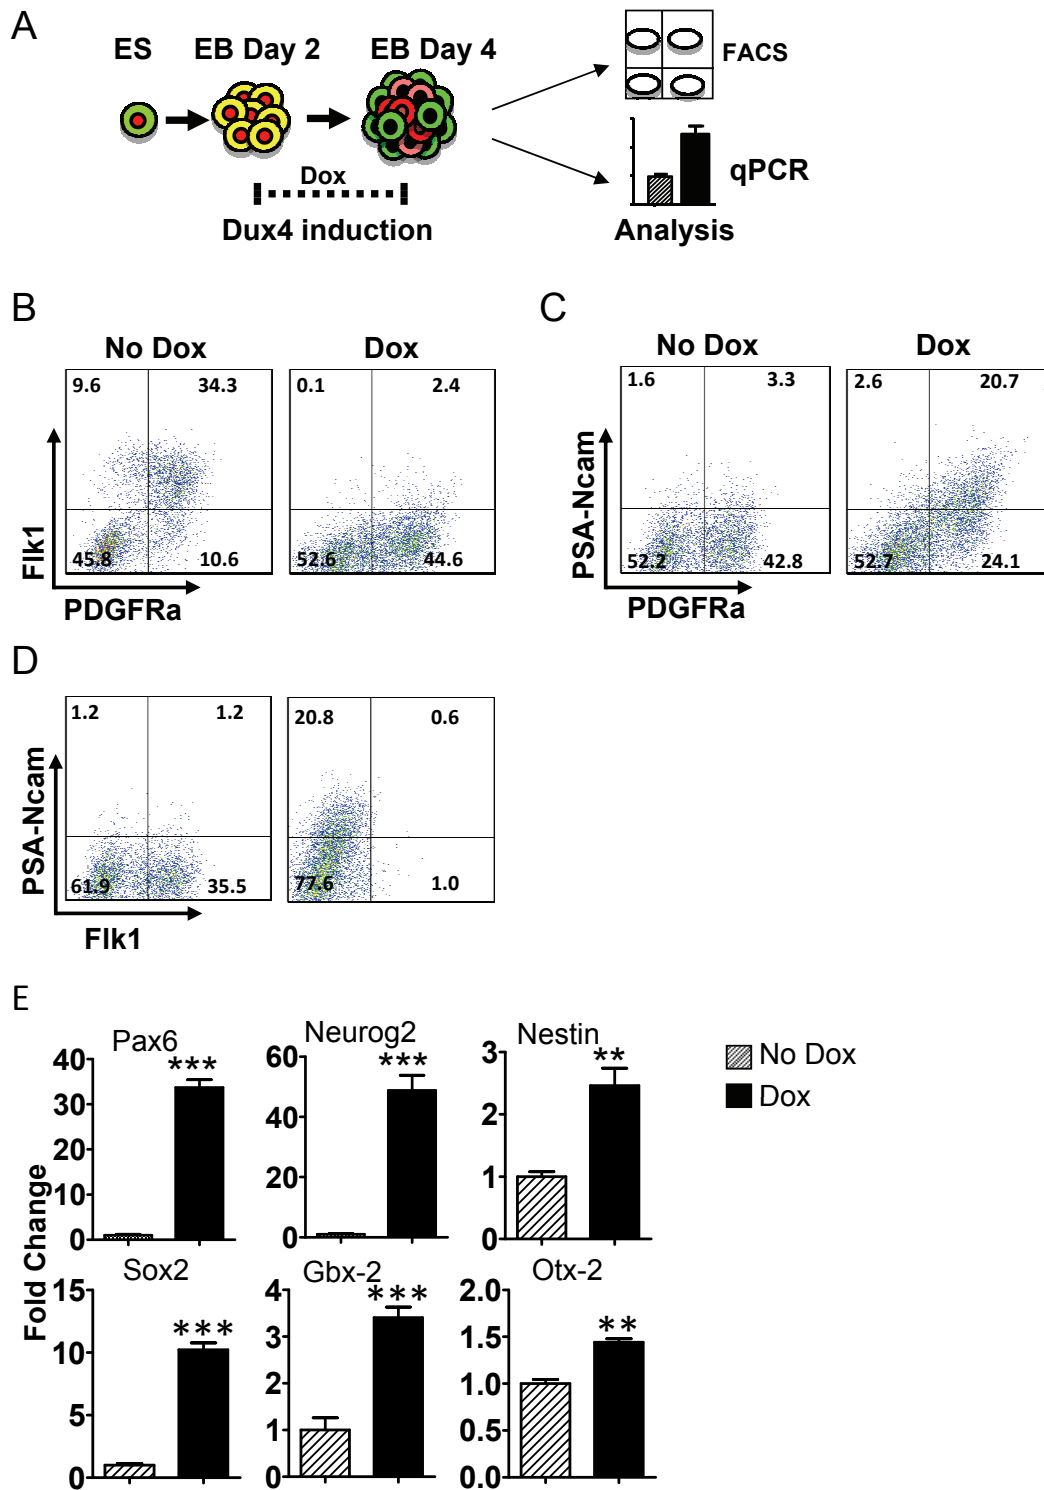 A
ES EB Day 2 EB Day 4
FACS
Dox
Dux4 induction
qPCR
Analysis
B
No Dox Dox
9.6 34.3
45.8 10.6
0.1 2.4
52.6 44.6
Flk1
PDGFRa
C
No Dox Dox
1.6 3.3
52.2 42.8
2.6 20.7
52.7 24.1
PSA-Ncam
PDGFRa
D
1.2 1.2
61.9 35.5
20.8 0.6
77.6 1.0
PSA-Ncam
Flk1
E
Fold Change
Pax6
40
30
20
10
0
***
Neurog2
60
40
20
0
***
Nestin
3
2
1
0
**
No Dox
Dox
Sox2
15
10
5
0
***
Gbx-2
4
3
2
1
0
***
Otx-2
2.0
1.5
1.0
0.5
0.0
**